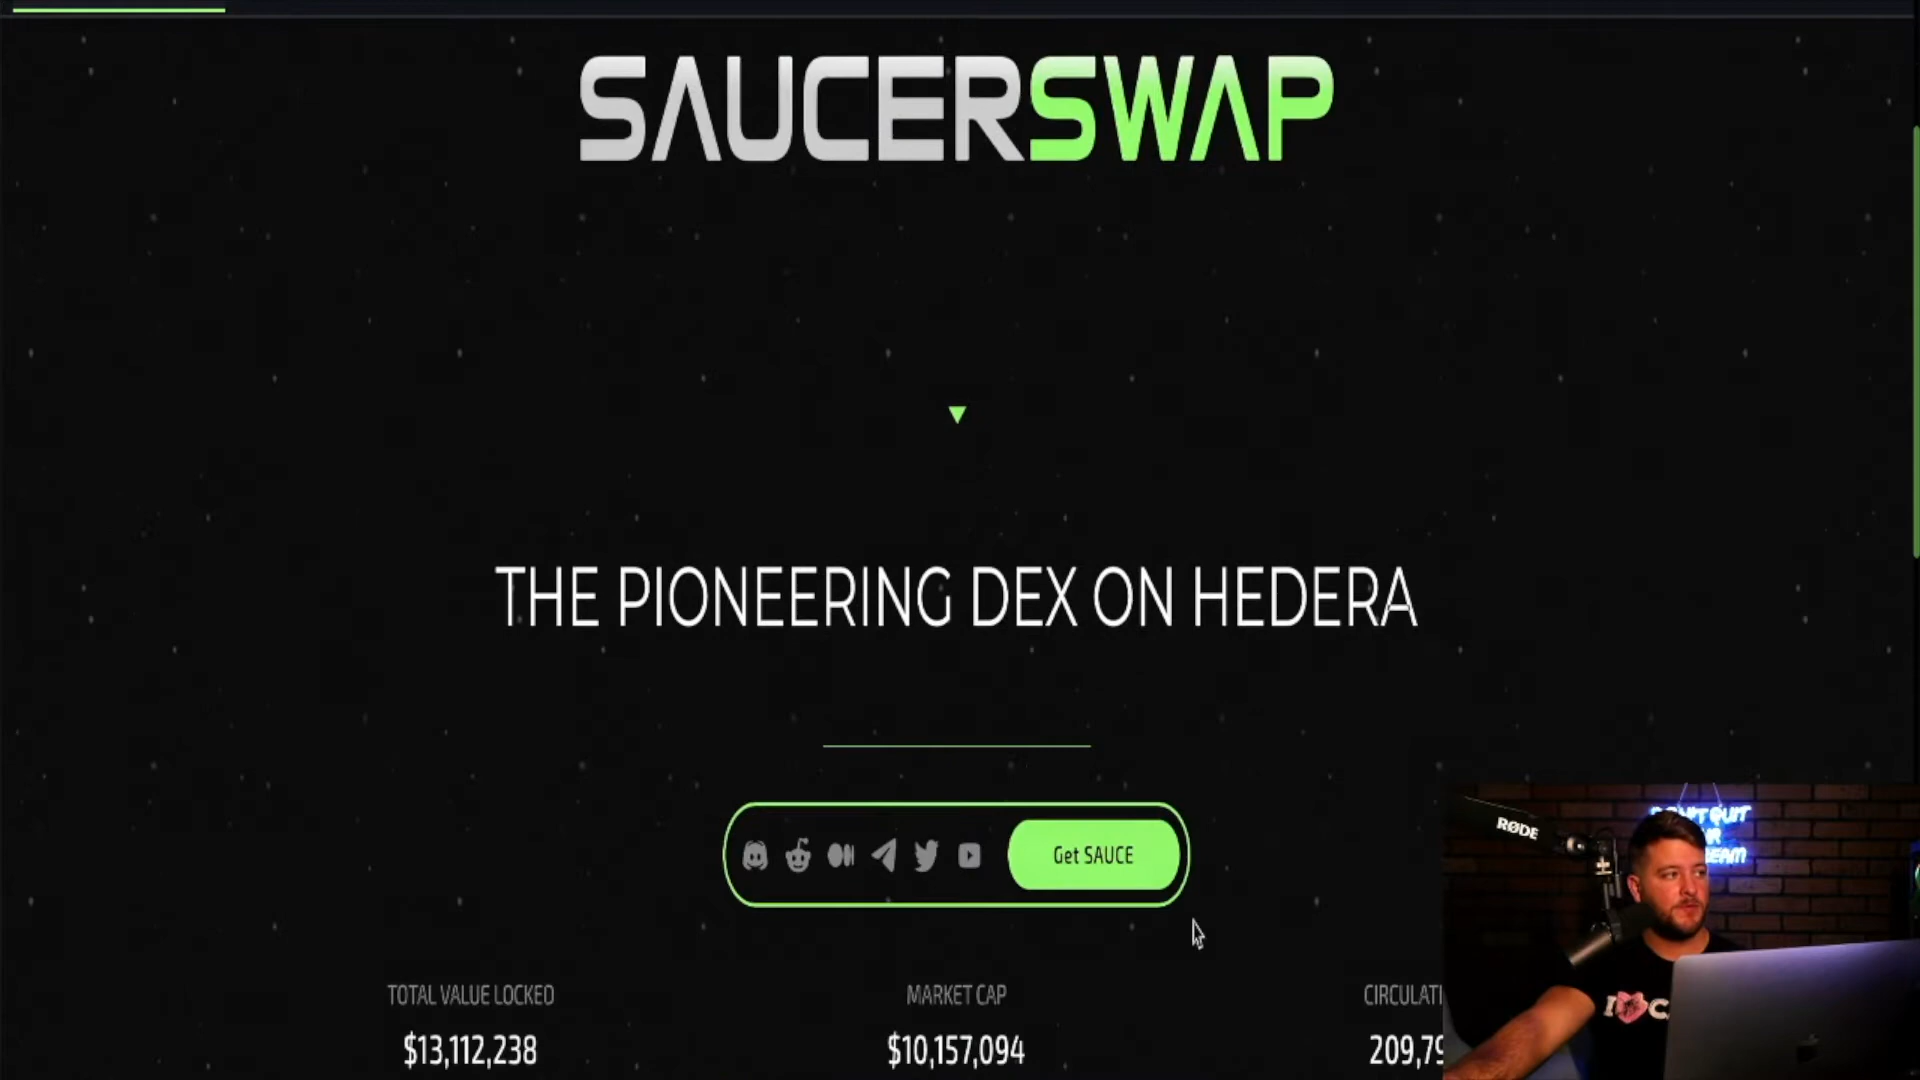 SAUCERSWAP
THE PIONEERING DEX ON HEDERA
Get SAUCE
RØDE
TOTAL VALUE LOCKED
MARKET CAP
$13,112,238
$10,157,094